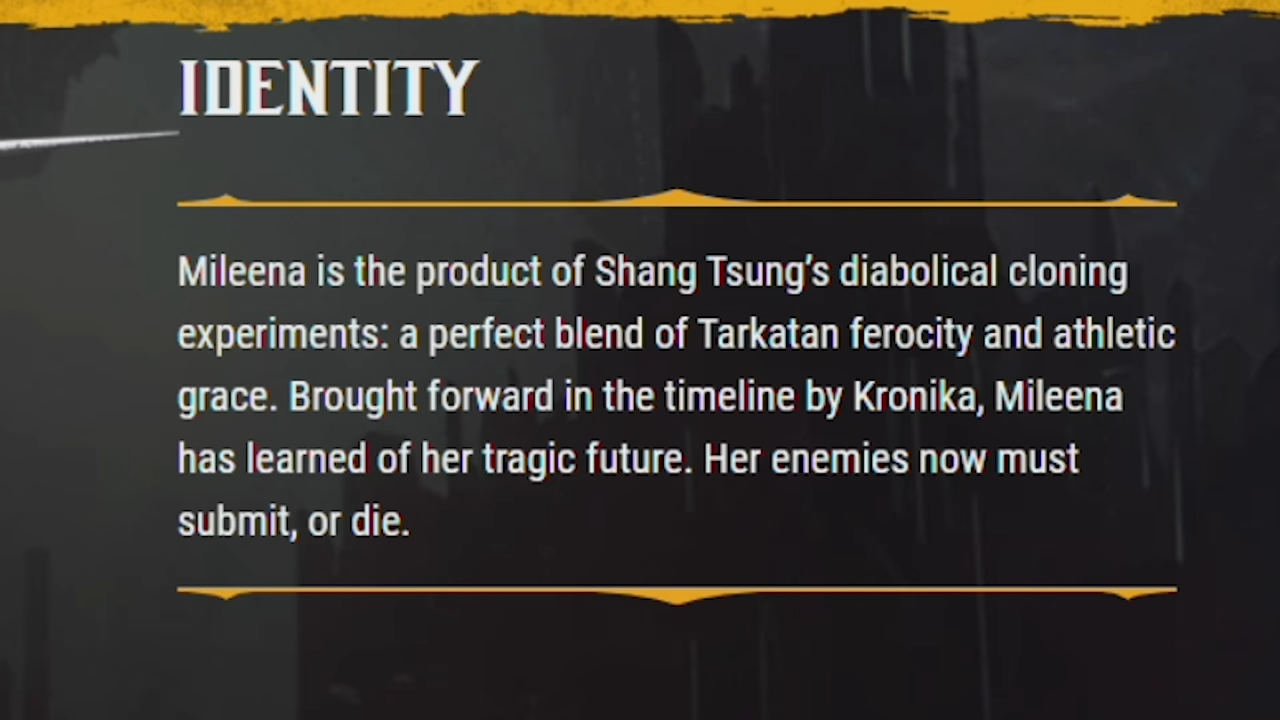 IDENTITY
Mileena is the product of Shang Tsung’s diabolical cloning
experiments: a perfect blend of Tarkatan ferocity and athletic
grace. Brought forward in the timeline by Kronika, Mileena
has learned of her tragic future. Her enemies now must
submit, or die.